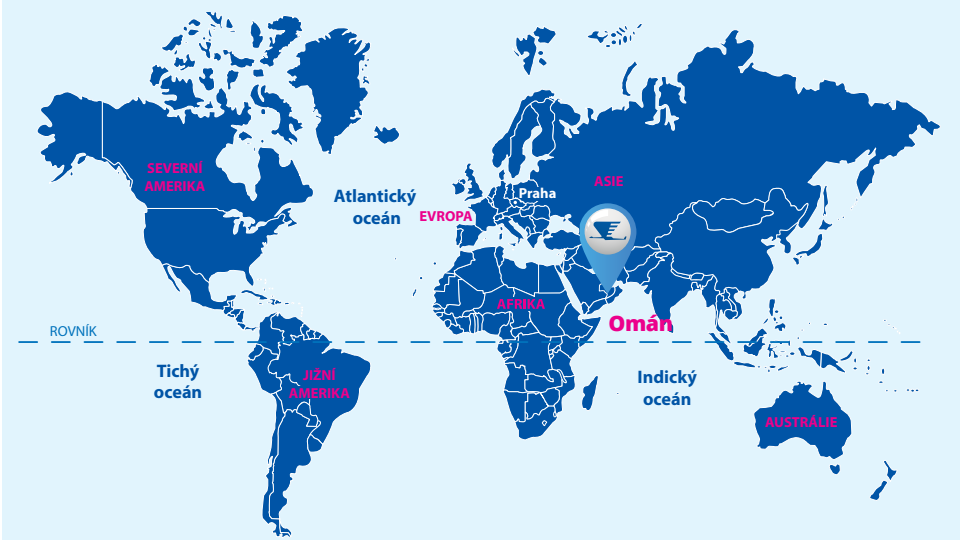 SEVERNÍ
AMERIKA
Atlantický
oceán
EVROPA
Praha
ASIE
AFRIKA
Omán
ROVNÍK
Tichý
oceán
JIŽNÍ
AMERIKA
Indický
oceán
AUSTRÁLIE